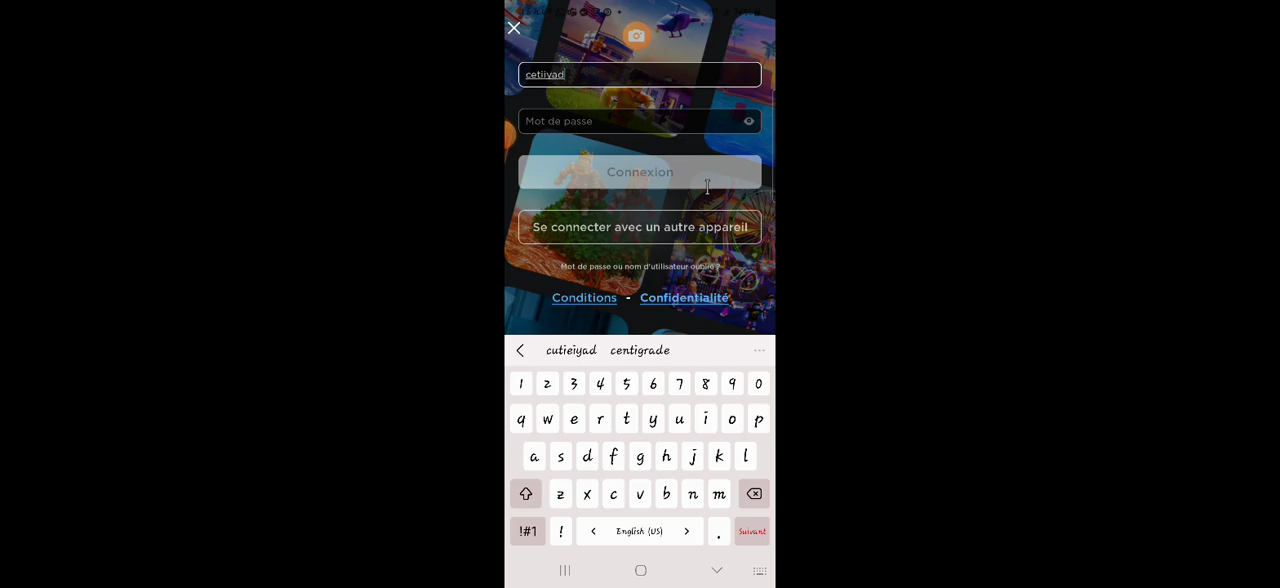 cetiiyad
Mot de passe
Connexion
Se connecter avec un autre appareil
Mot de passe ou nom d'utilisateur oublié ?
Conditions - Confidentialité
cutieiyad centigrade ...
1 2 3 4 5 6 7 8 9 0
q w e r t y u i o p
a s d f g h j k l
z x c v b n m
!#1 ! < English (US) > . Suivant